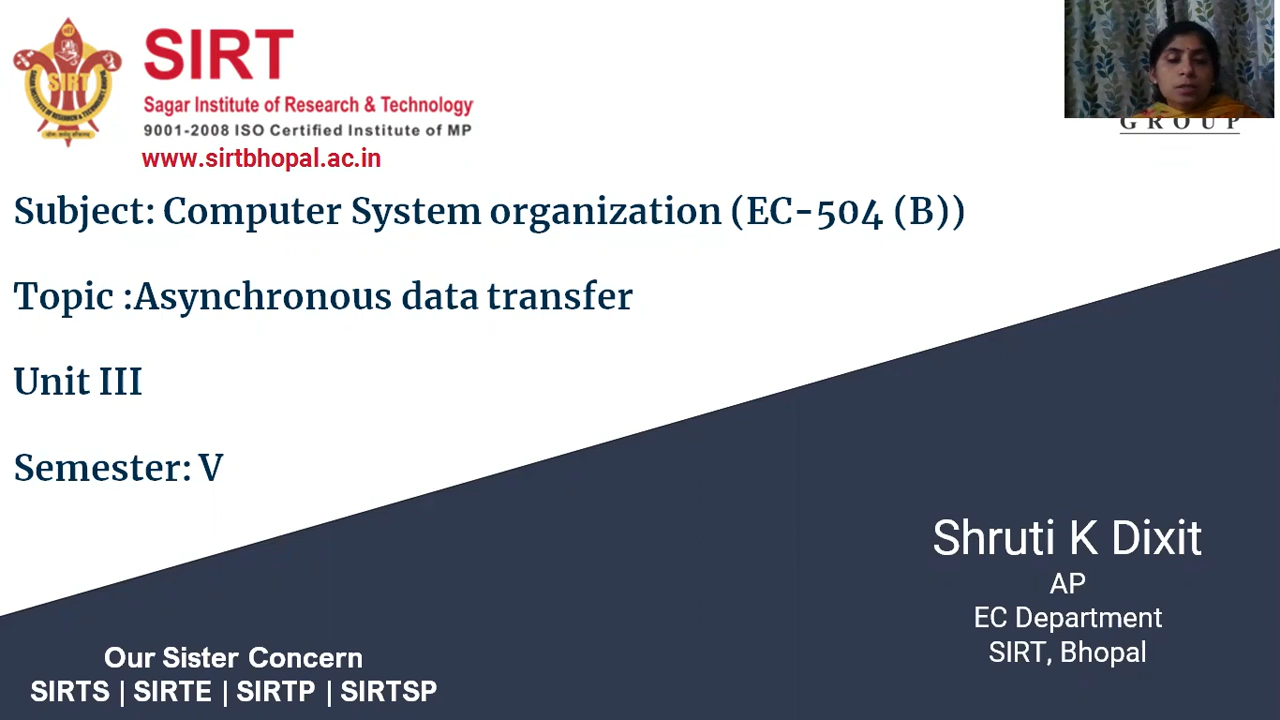 SIRT
Sagar Institute of Research & Technology
9001-2008 ISO Certified Institute of MP
www.sirtbhopal.ac.in
GROUP
Subject: Computer System organization (EC-504 (B))
Topic :Asynchronous data transfer
Unit III
Semester: V
Shruti K Dixit
AP
EC Department
SIRT, Bhopal
Our Sister Concern
SIRTS | SIRTE | SIRTP | SIRTSP